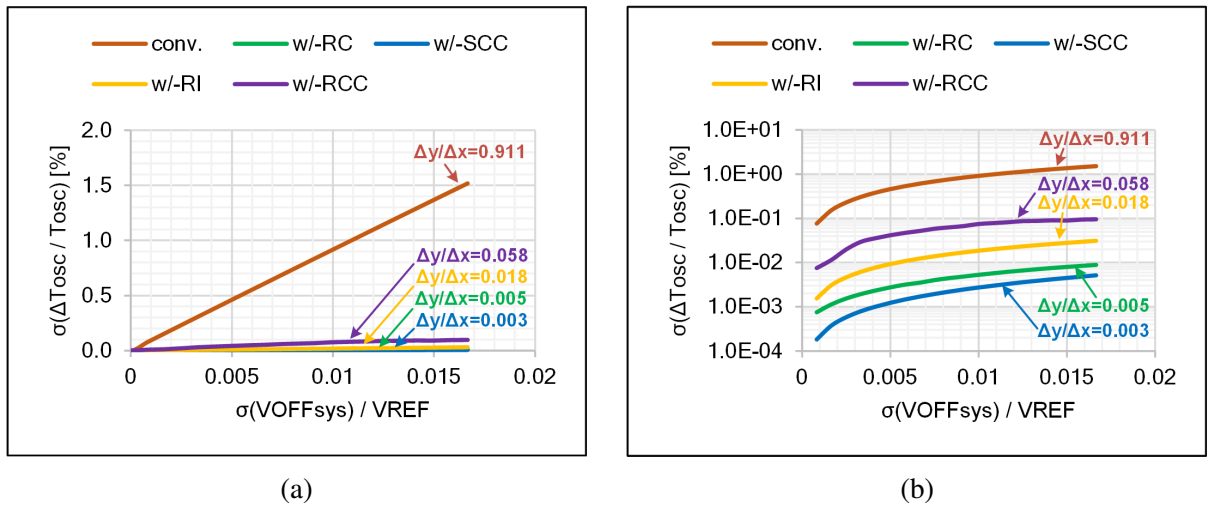 conv. w/-RC w/-SCC
w/-RI w/-RCC
σ(ΔTosc / Tosc) [%]
2.0
1.5
1.0
0.5
0.0
Δy/Δx=0.911
Δy/Δx=0.058
Δy/Δx=0.018
Δy/Δx=0.005
Δy/Δx=0.003
0 0.005 0.01 0.015 0.02
σ(VOFFsys) / VREF
(a)
conv. w/-RC w/-SCC
w/-RI w/-RCC
σ(ΔTosc / Tosc) [%]
1.0E+01
1.0E+00
1.0E-01
1.0E-02
1.0E-03
1.0E-04
Δy/Δx=0.911
Δy/Δx=0.058
Δy/Δx=0.018
Δy/Δx=0.005
Δy/Δx=0.003
0 0.005 0.01 0.015 0.02
σ(VOFFsys) / VREF
(b)